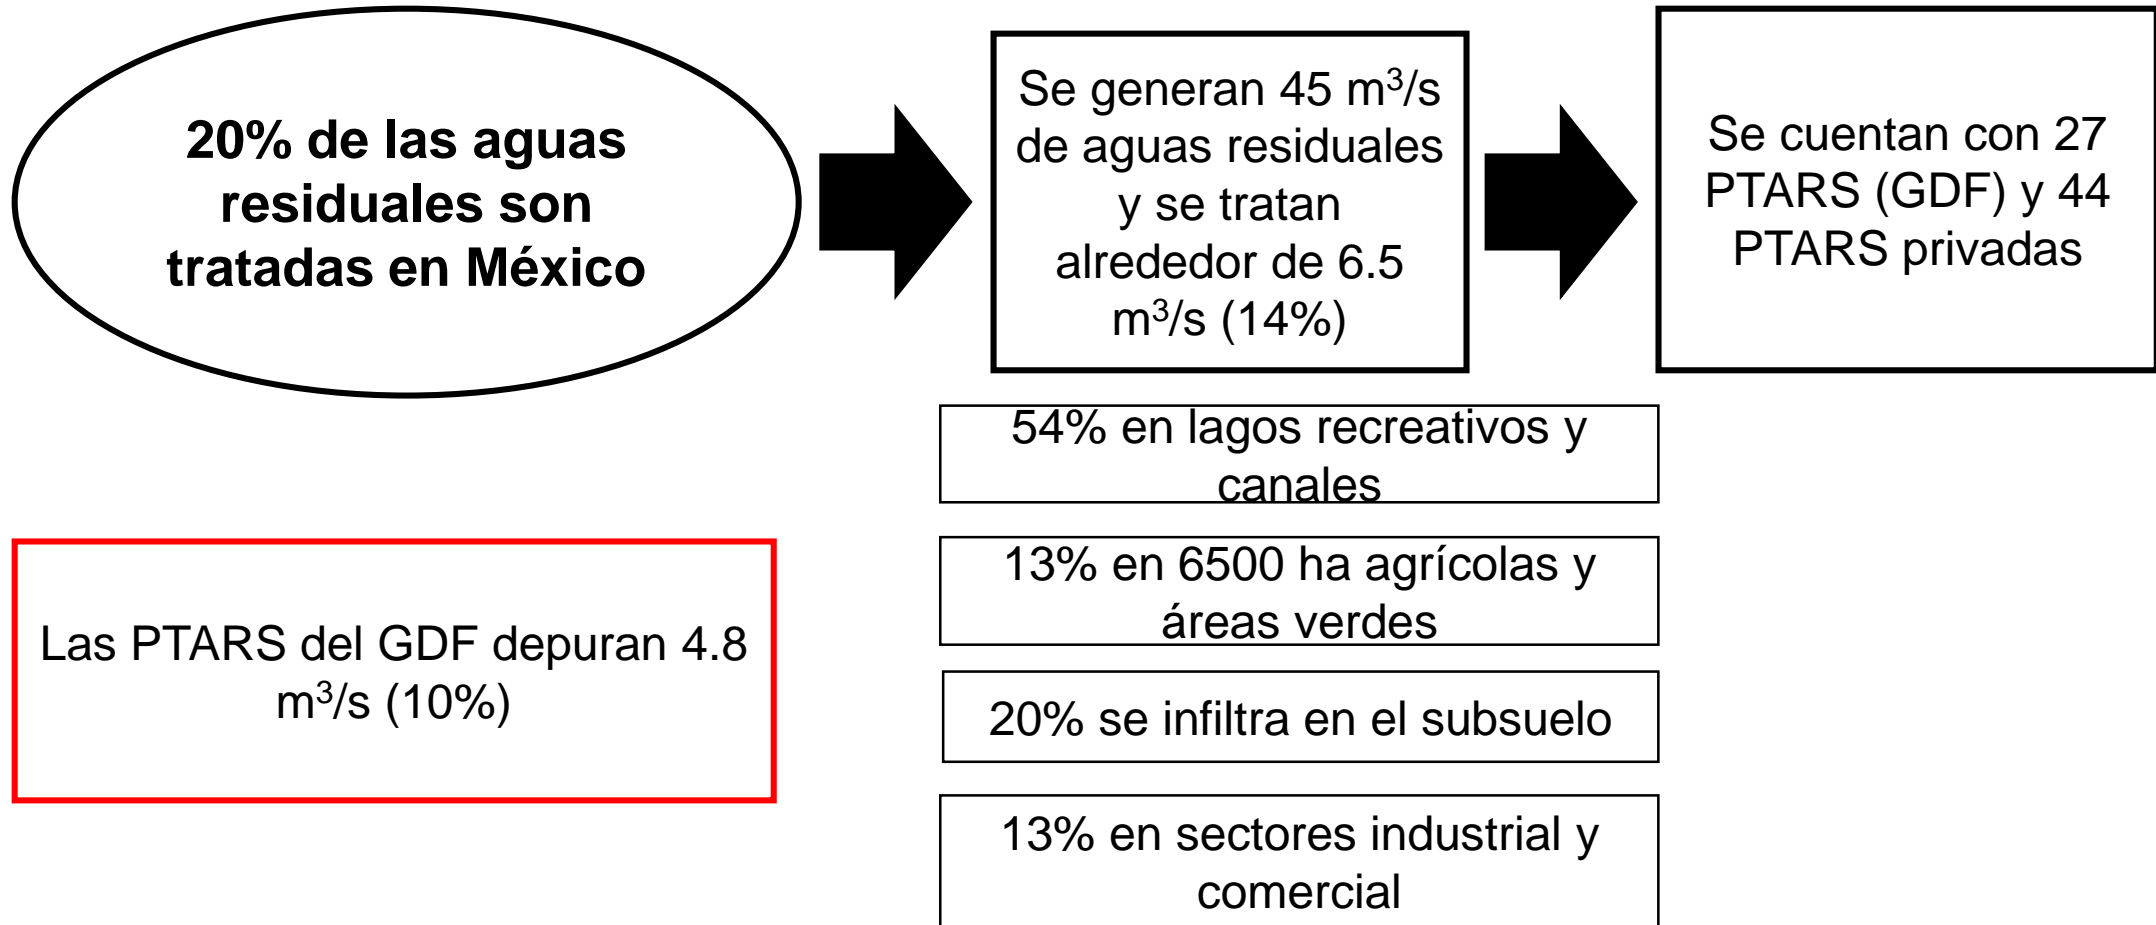 20% de las aguas
residuales son
tratadas en México
Se generan 45 m³/s
de aguas residuales
y se tratan
alrededor de 6.5
m³/s (14%)
Se cuentan con 27
PTARS (GDF) y 44
PTARS privadas
54% en lagos recreativos y
canales
13% en 6500 ha agrícolas y
áreas verdes
20% se infiltra en el subsuelo
13% en sectores industrial y
comercial
Las PTARS del GDF depuran 4.8
m³/s (10%)